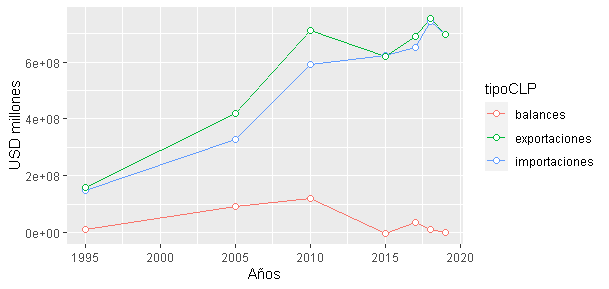 USD millones
6e+08
4e+08
2e+08
0e+00
1995
2000
2005
2010
2015
2020
Años
tipoCLP
balances
exportaciones
importaciones